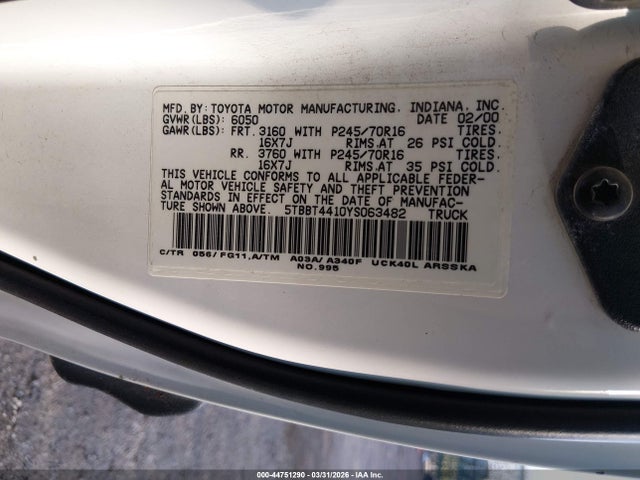 MFD. BY: TOYOTA MOTOR MANUFACTURING, INDIANA, INC.
GVWR(LBS): 6050 DATE 02/00
GAWR(LBS): FRT. 3160 WITH P245/70R16 TIRES.
16X7J RIMS.AT 26 PSI COLD.
RR. 3760 WITH P245/70R16 TIRES.
16X7J RIMS.AT 35 PSI COLD.
THIS VEHICLE CONFORMS TO ALL APPLICABLE FEDER-
AL MOTOR VEHICLE SAFETY AND THEFT PREVENTION
STANDARDS IN EFFECT ON THE DATE OF MANUFAC-
TURE SHOWN ABOVE. 5TBBT4410YS063482 TRUCK
C/TR 056/FG11,A/TM A03A/A340F UCK40L ARSSKA
NO.995
000-44751290 - 03/31/2026 - IAA Inc.